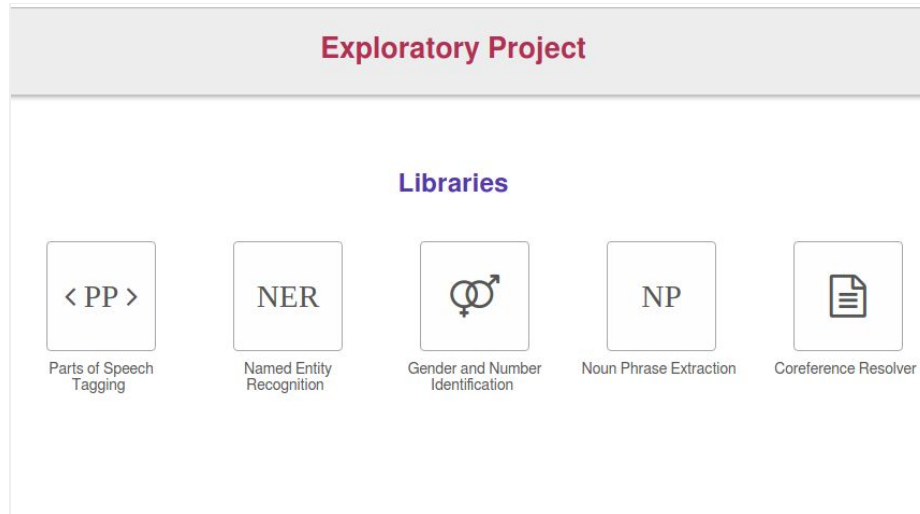 Exploratory Project
Libraries
< PP >
NER
NP
Parts of Speech
Tagging
Named Entity
Recognition
Gender and Number
Identification
Noun Phrase Extraction
Coreference Resolver